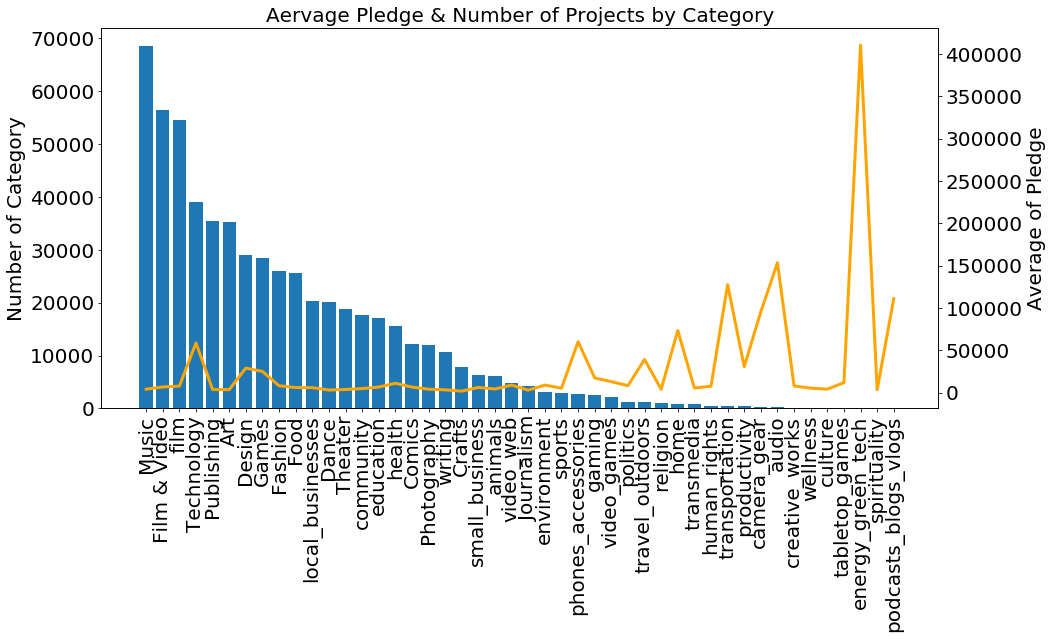 Aervage Pledge & Number of Projects by Category
Number of Category
70000
60000
50000
40000
30000
20000
10000
0
400000
350000
300000
250000
200000
150000
100000
50000
0
Average of Pledge
Music
Film & Video
film
Technology
Publishing
Art
Design
Games
Fashion
Food
local_businesses
Dance
Theater
community
education
health
Comics
Photography
writing
Crafts
small_business
animals
video_web
Journalism
environment
sports
phones_accessories
gaming
video_games
politics
travel_outdoors
religion
home
transmedia
human_rights
transportation
productivity
camera_gear
audio
creative_works
wellness
culture
tabletop_games
energy_green_tech
spirituality
podcasts_blogs_vlogs